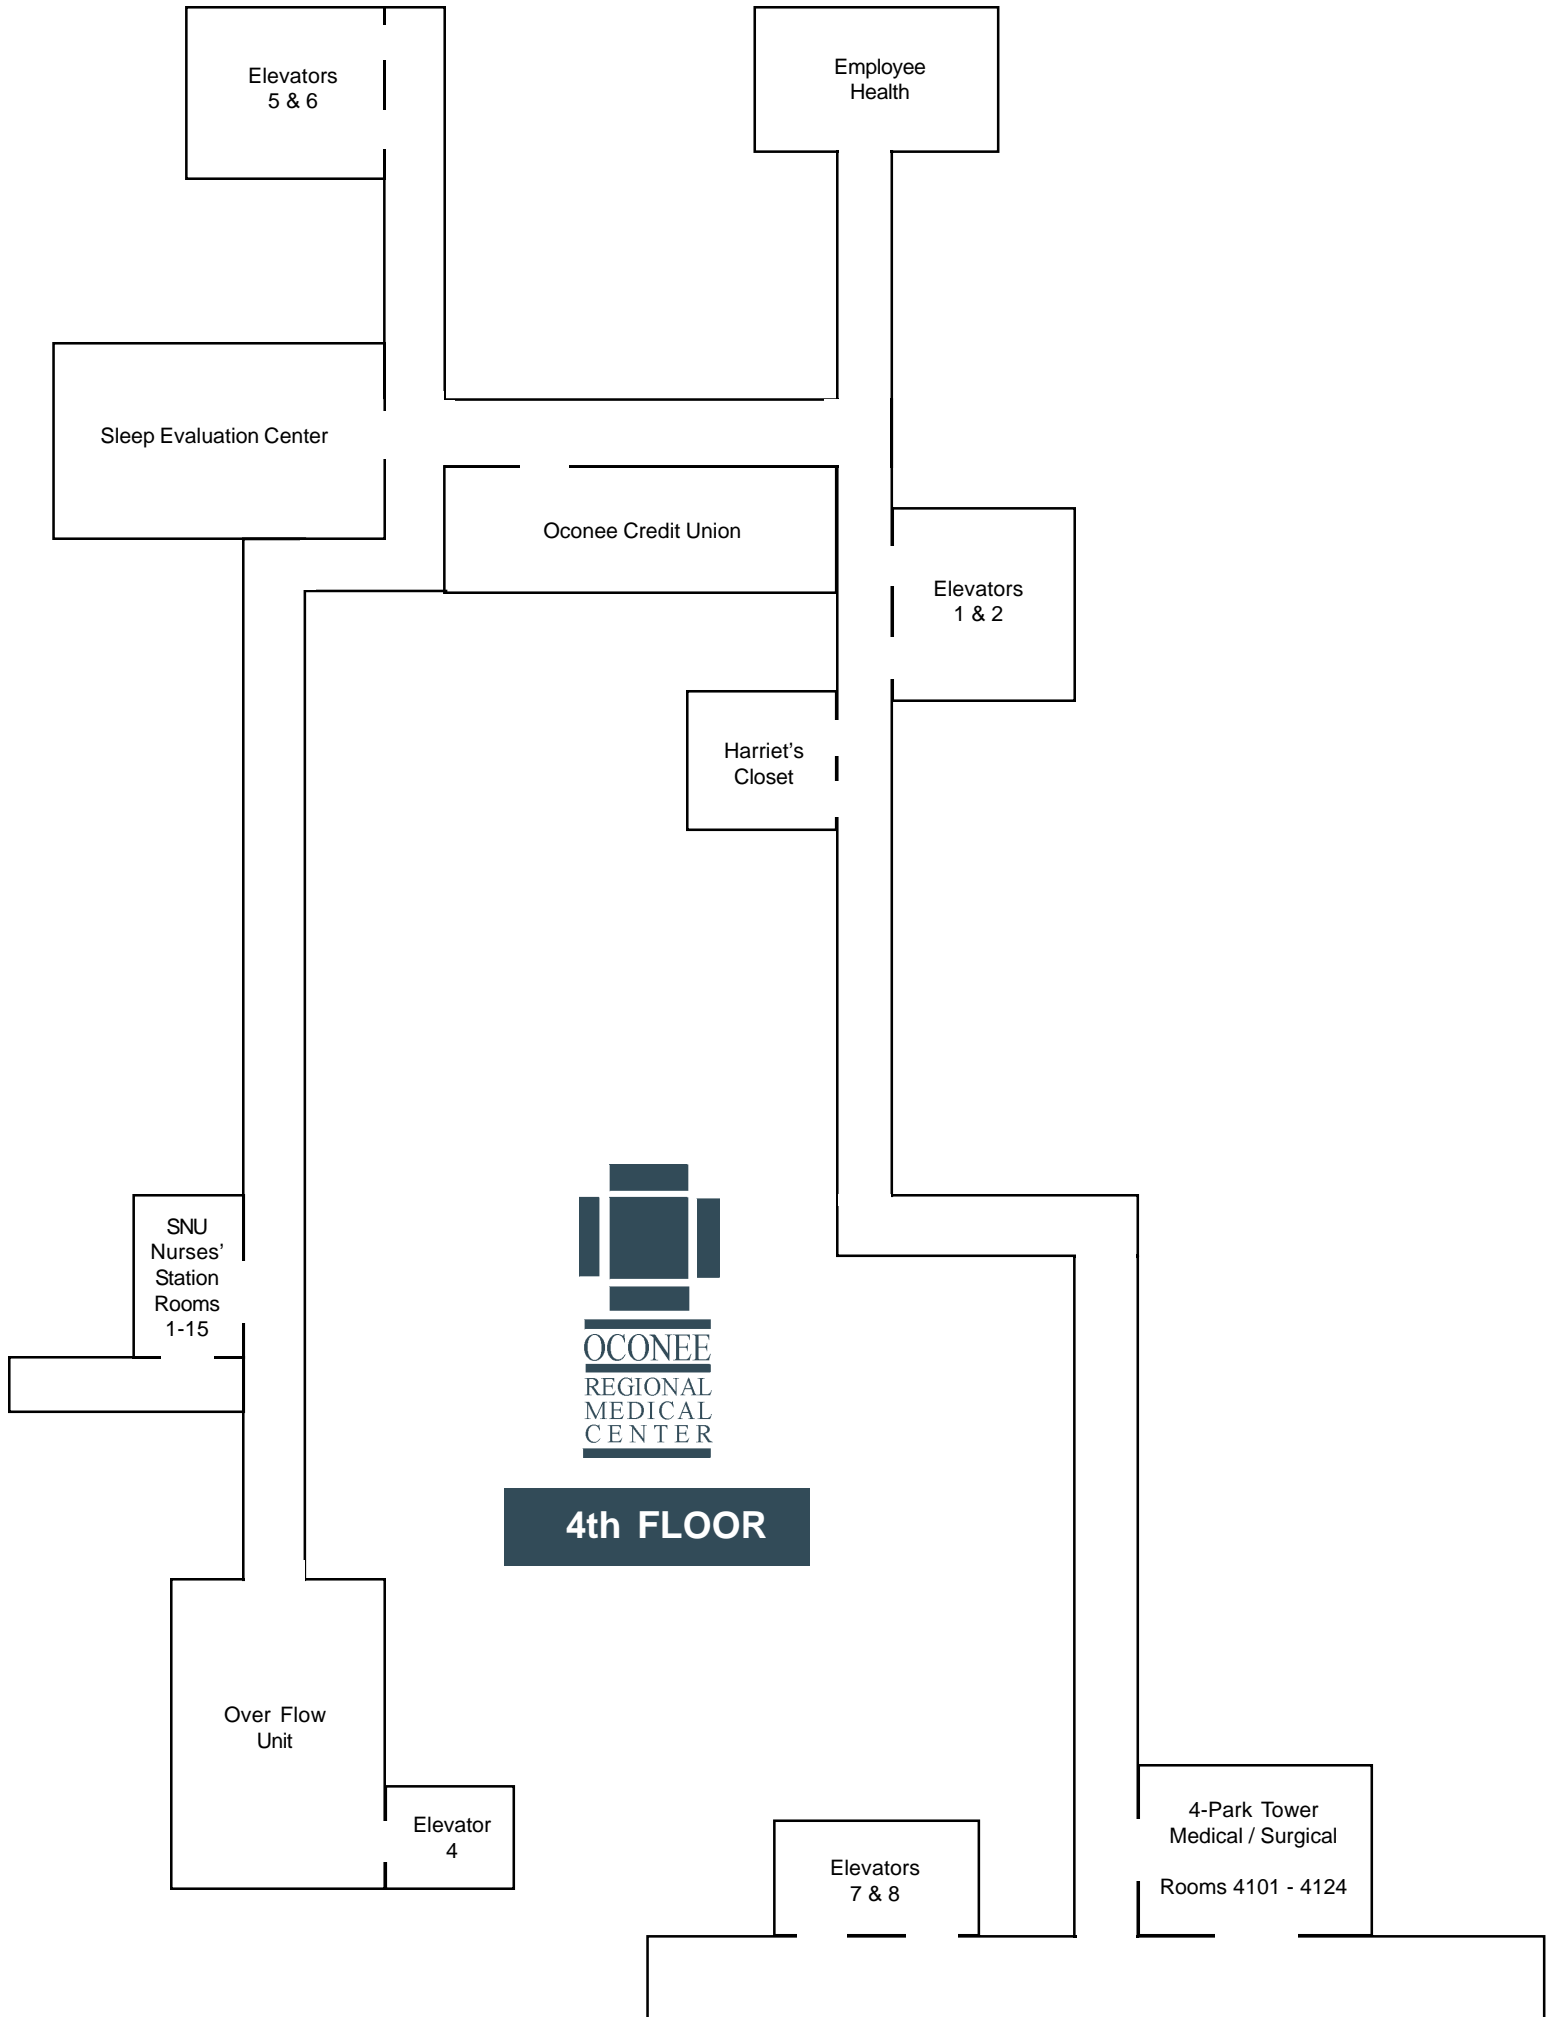 Elevators
5 & 6
Employee
Health
Sleep Evaluation Center
Oconee Credit Union
Elevators
1 & 2
Harriet’s
Closet
SNU
Nurses’
Station
Rooms
1-15
OCONEE
REGIONAL
MEDICAL
CENTER
4th FLOOR
Over Flow
Unit
Elevator
4
Elevators
7 & 8
4-Park Tower
Medical / Surgical
Rooms 4101 - 4124